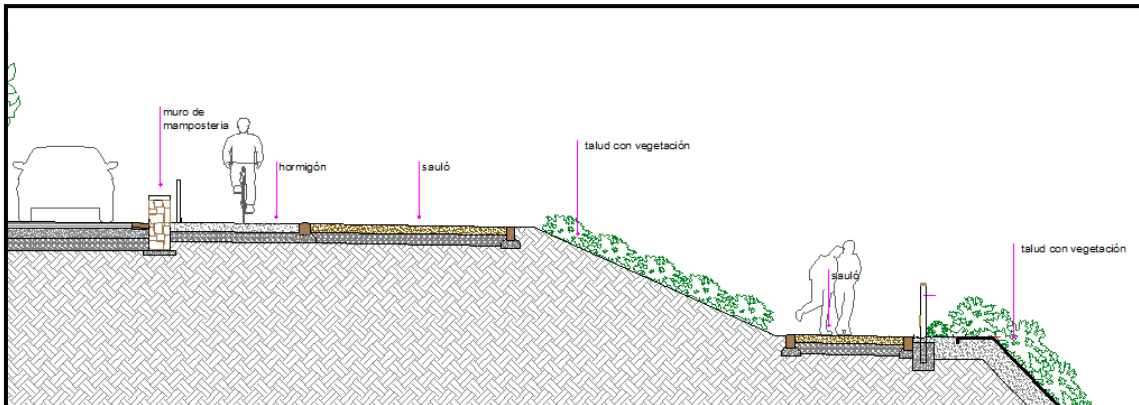 muro de
mamposteria
hormigón
sauló
talud con vegetación
sauló
talud con vegetación